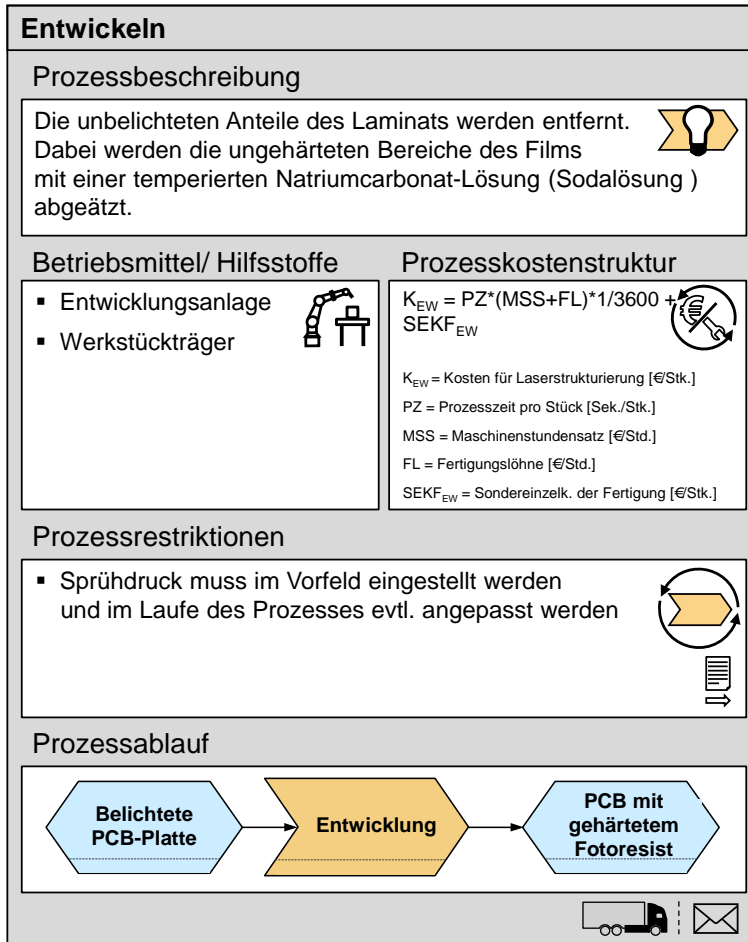 Entwickeln
Prozessbeschreibung
Die unbelichteten Anteile des Laminats werden entfernt.
Dabei werden die ungehärteten Bereiche des Films
mit einer temperierten Natriumcarbonat-Lösung (Sodalösung )
abgeätzt.
Betriebsmittel/ Hilfsstoffe
▪ Entwicklungsanlage
▪ Werkstückträger
Prozesskostenstruktur
K_EW = PZ*(MSS+FL)*1/3600 +
SEKF_EW
€
K_EW = Kosten für Laserstrukturierung [€/Stk.]
PZ = Prozesszeit pro Stück [Sek./Stk.]
MSS = Maschinenstundensatz [€/Std.]
FL = Fertigungslöhne [€/Std.]
SEKF_EW = Sondereinzelk. der Fertigung [€/Stk.]
Prozessrestriktionen
▪ Sprühdruck muss im Vorfeld eingestellt werden
und im Laufe des Prozesses evtl. angepasst werden
Prozessablauf
Belichtete
PCB-Platte
Entwicklung
PCB mit
gehärtetem
Fotoresist